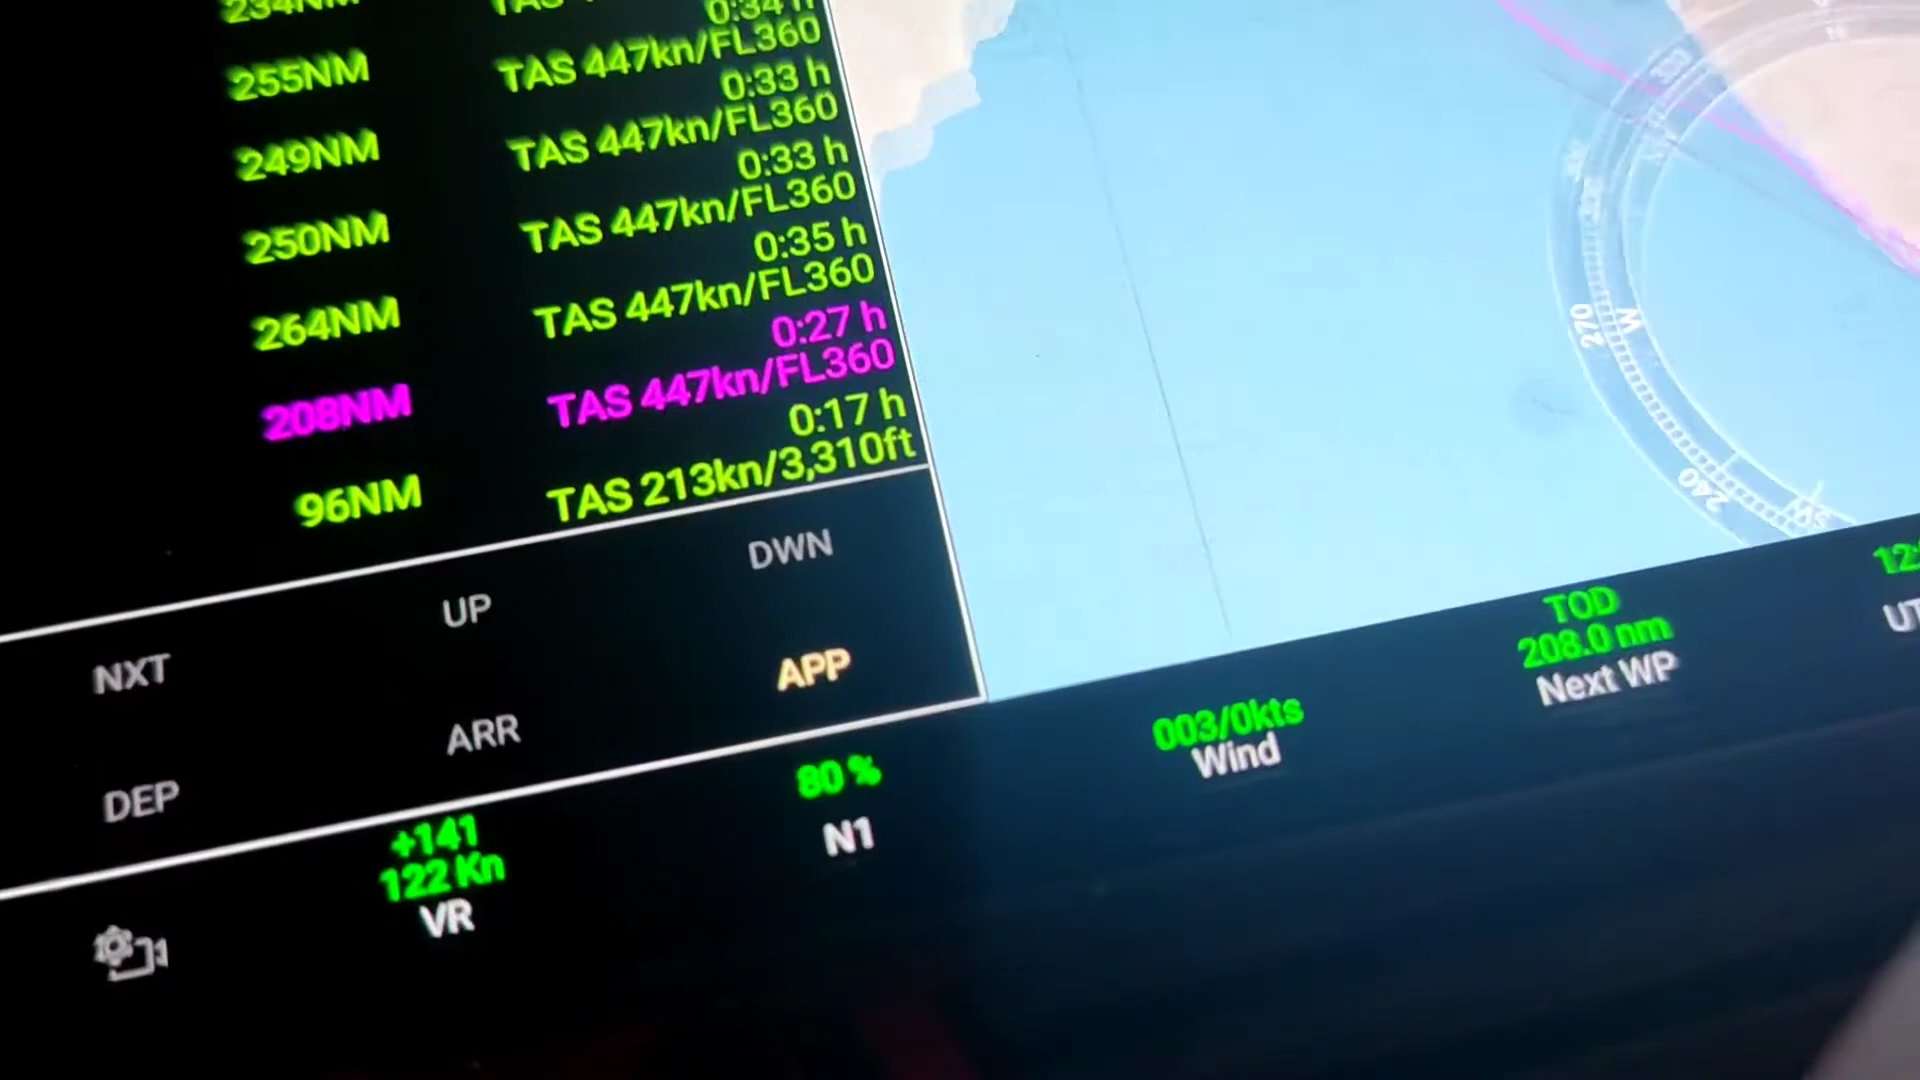 234NM
0:34 h
255NM TAS 447kn/FL360
0:33 h
249NM TAS 447kn/FL360
0:33 h
250NM TAS 447kn/FL360
0:35 h
264NM TAS 447kn/FL360
0:27 h
208NM TAS 447kn/FL360
0:17 h
96NM TAS 213kn/3,310ft
NXT UP DWN
DEP ARR APP
+141
122 Kn
VR
80 %
N1
003/0kts
Wind
TOD
208.0 nm
Next WP
270
W
240